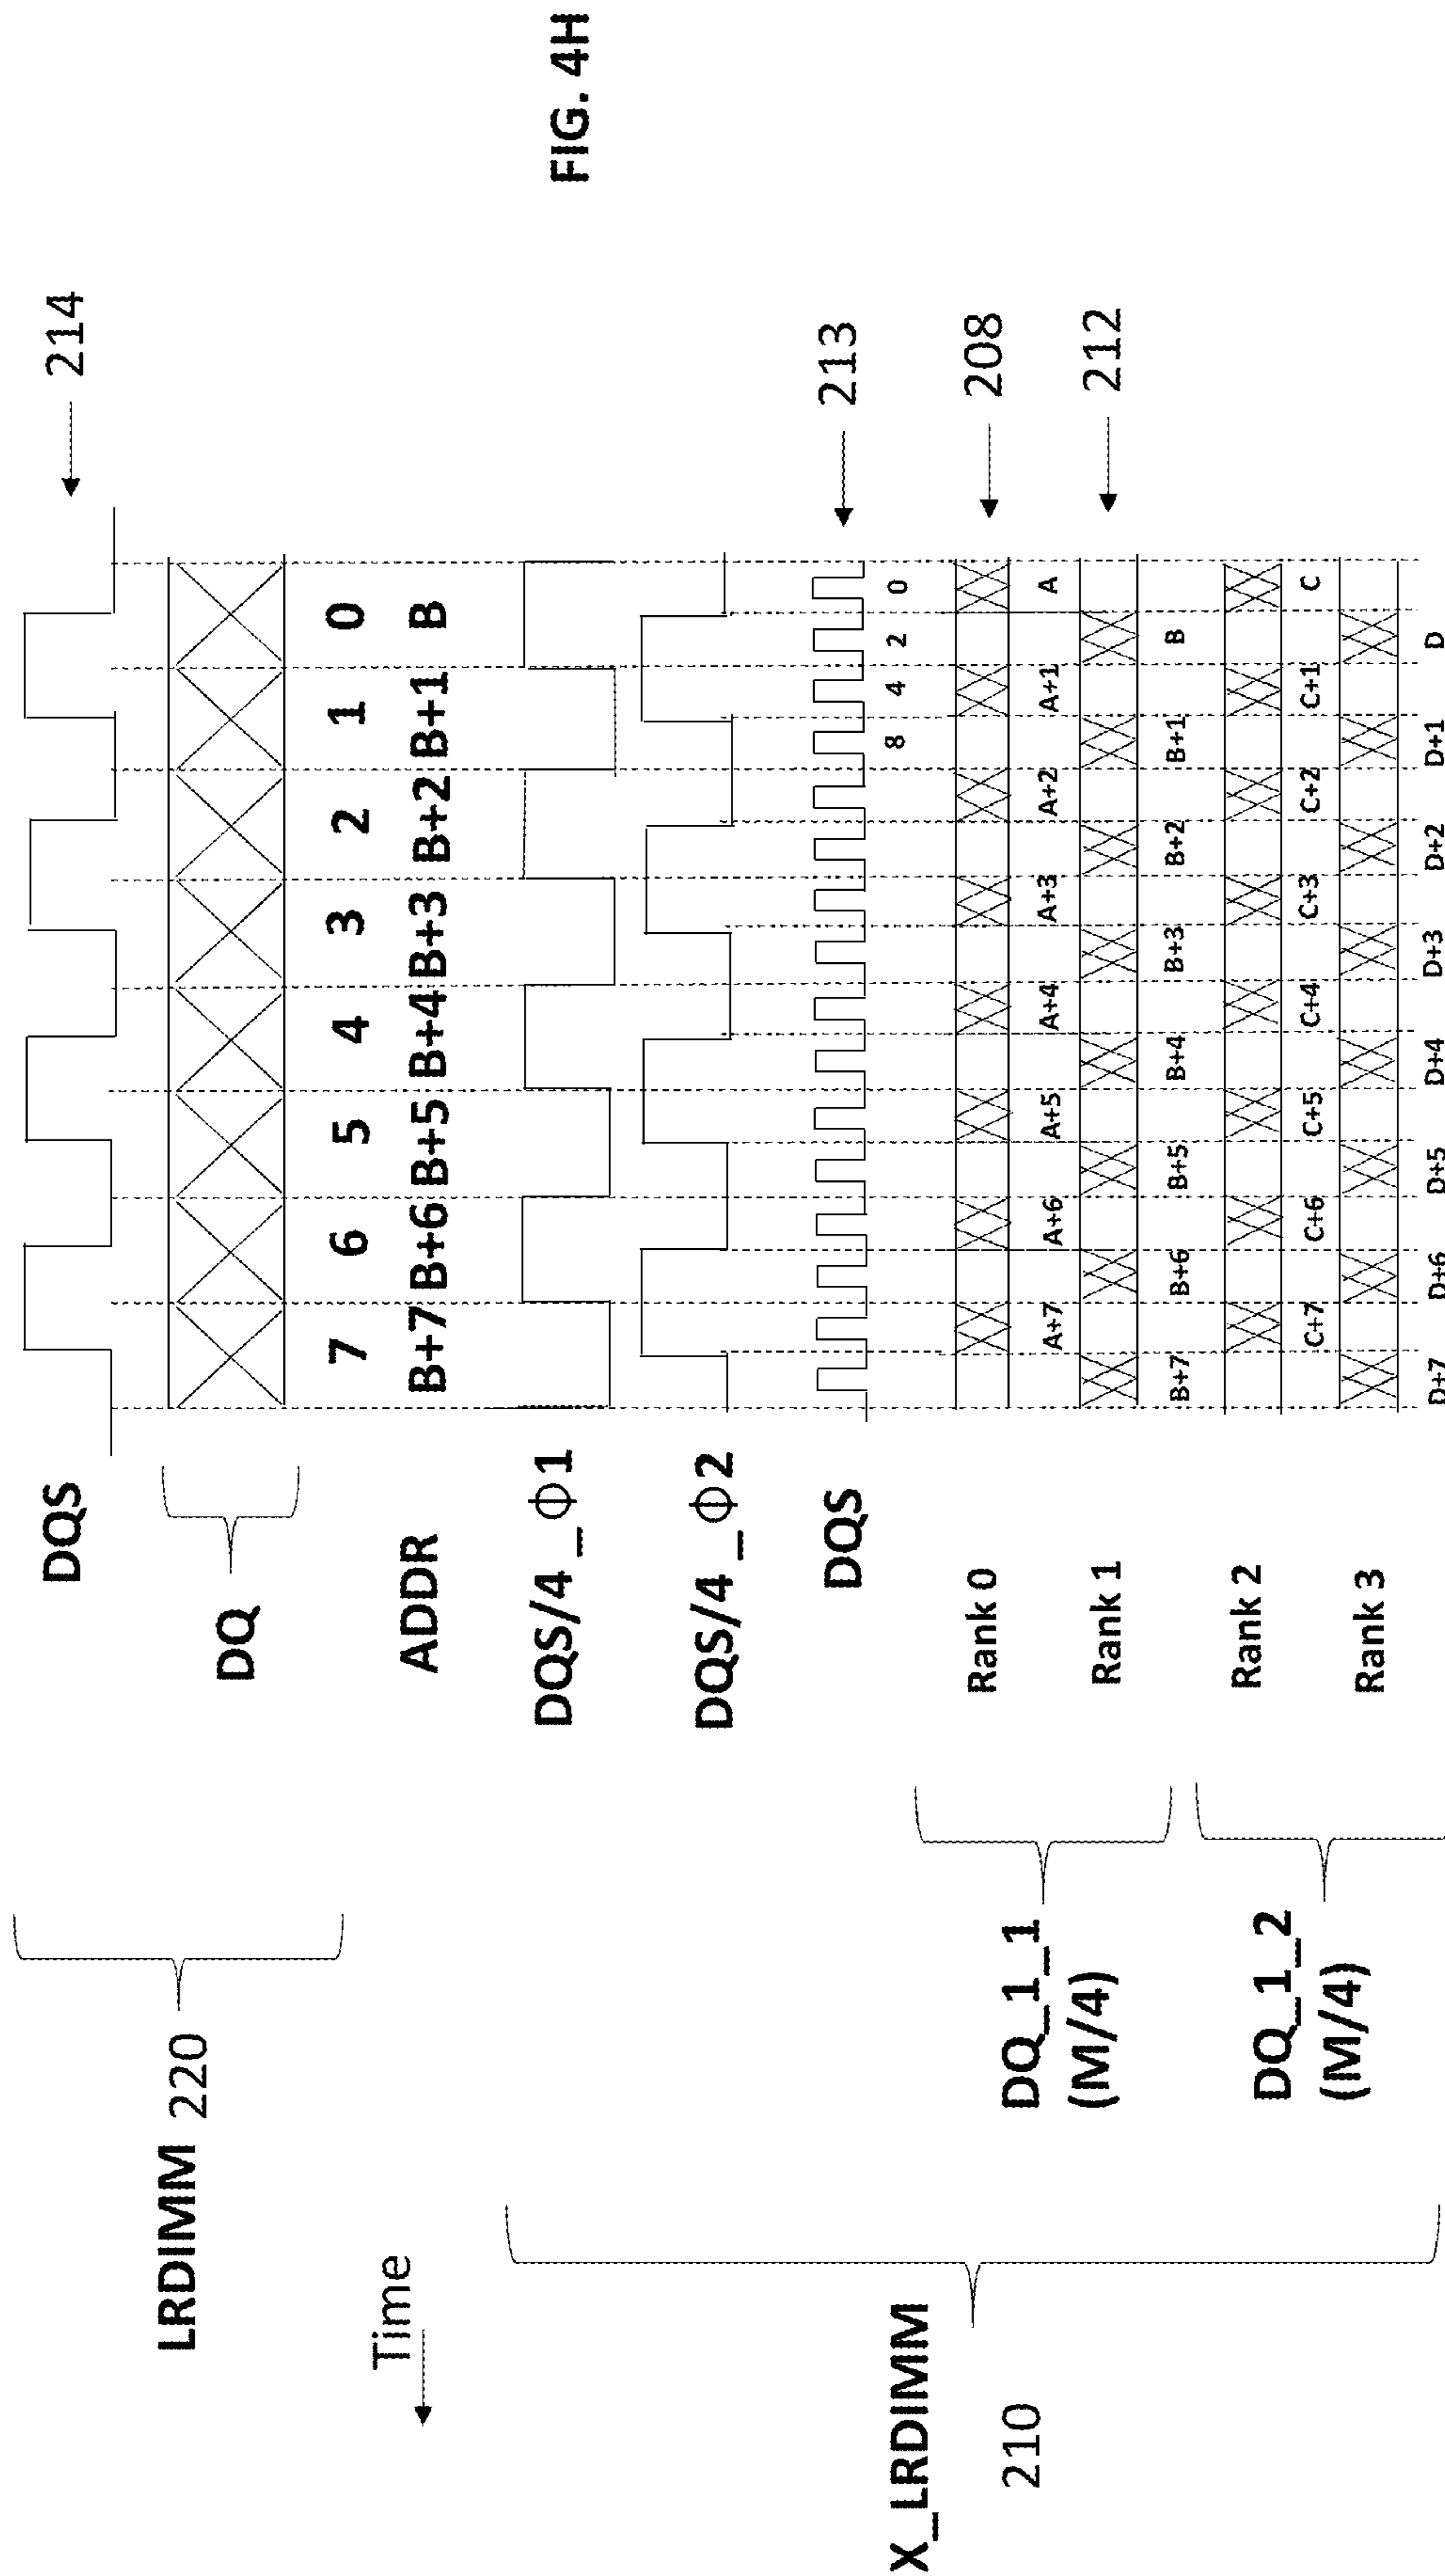 DQS 214
LRDIMM 220
DQ
7 6 5 4 3 2 1 0
Time
ADDR B+7 B+6 B+5 B+4 B+3 B+2 B+1 B
DQS/4_Φ1
FIG. 4H
DQS/4_Φ2
DQS 213
8 4 2 0
X_LRDIMM
210
Rank 0 208
DQ_1_1
(M/4)
A+7 A+6 A+5 A+4 A+3 A+2 A+1 A
Rank 1 212
B+7 B+6 B+5 B+4 B+3 B+2 B+1 B
Rank 2
DQ_1_2
(M/4)
C+7 C+6 C+5 C+4 C+3 C+2 C+1 C
Rank 3
D+7 D+6 D+5 D+4 D+3 D+2 D+1 D